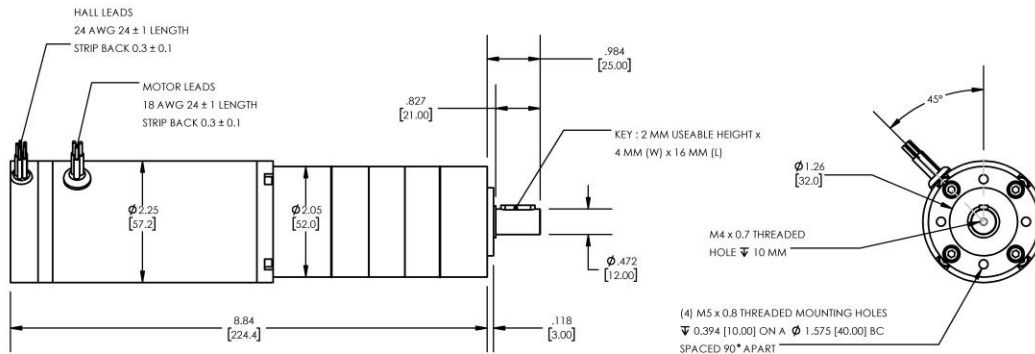 HALL LEADS
24 AWG 24 ± 1 LENGTH
STRIP BACK 0.3 ± 0.1
MOTOR LEADS
18 AWG 24 ± 1 LENGTH
STRIP BACK 0.3 ± 0.1
.984
[25.00]
.827
[21.00]
KEY : 2 MM USEABLE HEIGHT x
4 MM (W) x 16 MM (L)
Ø2.25
[57.2]
Ø2.05
[52.0]
Ø.472
[12.00]
8.84
[224.4]
.118
[3.00]
45°
Ø1.26
[32.0]
M4 x 0.7 THREADED
HOLE ↧ 10 MM
(4) M5 x 0.8 THREADED MOUNTING HOLES
↧ 0.394 [10.00] ON A Ø 1.575 [40.00] BC
SPACED 90° APART